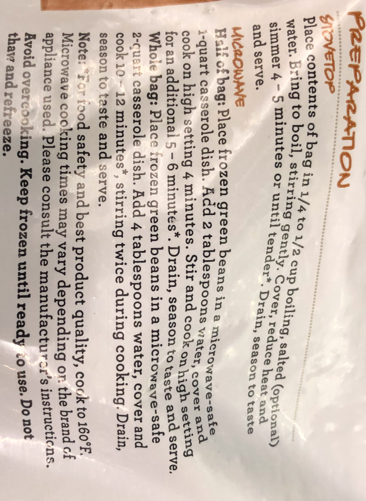 PREPARATION
STOVETOP
Place contents of bag in 1/4 to 1/2 cup boiling, salted (optional)
water. Bring to boil, stirring gently. Cover, reduce heat and
simmer 4 – 5 minutes or until tender*. Drain, season to taste
and serve.
MICROWAVE
Half of bag: Place frozen green beans in a microwave-safe
1-quart casserole dish. Add 2 tablespoons water, cover and
cook on high setting 4 minutes. Stir and cook on high setting
for an additional 5 – 6 minutes*. Drain, season to taste and serve.
Whole bag: Place frozen green beans in a microwave-safe
2-quart casserole dish. Add 4 tablespoons water, cover and
cook 10 - 12 minutes*, stirring twice during cooking. Drain,
season to taste and serve.
Note: *For food safety and best product quality, cook to 160°F.
Microwave cooking times may vary depending on the brand of
appliance used. Please consult the manufacturer's instructions.
Avoid overcooking. Keep frozen until ready to use. Do not
thaw and refreeze.